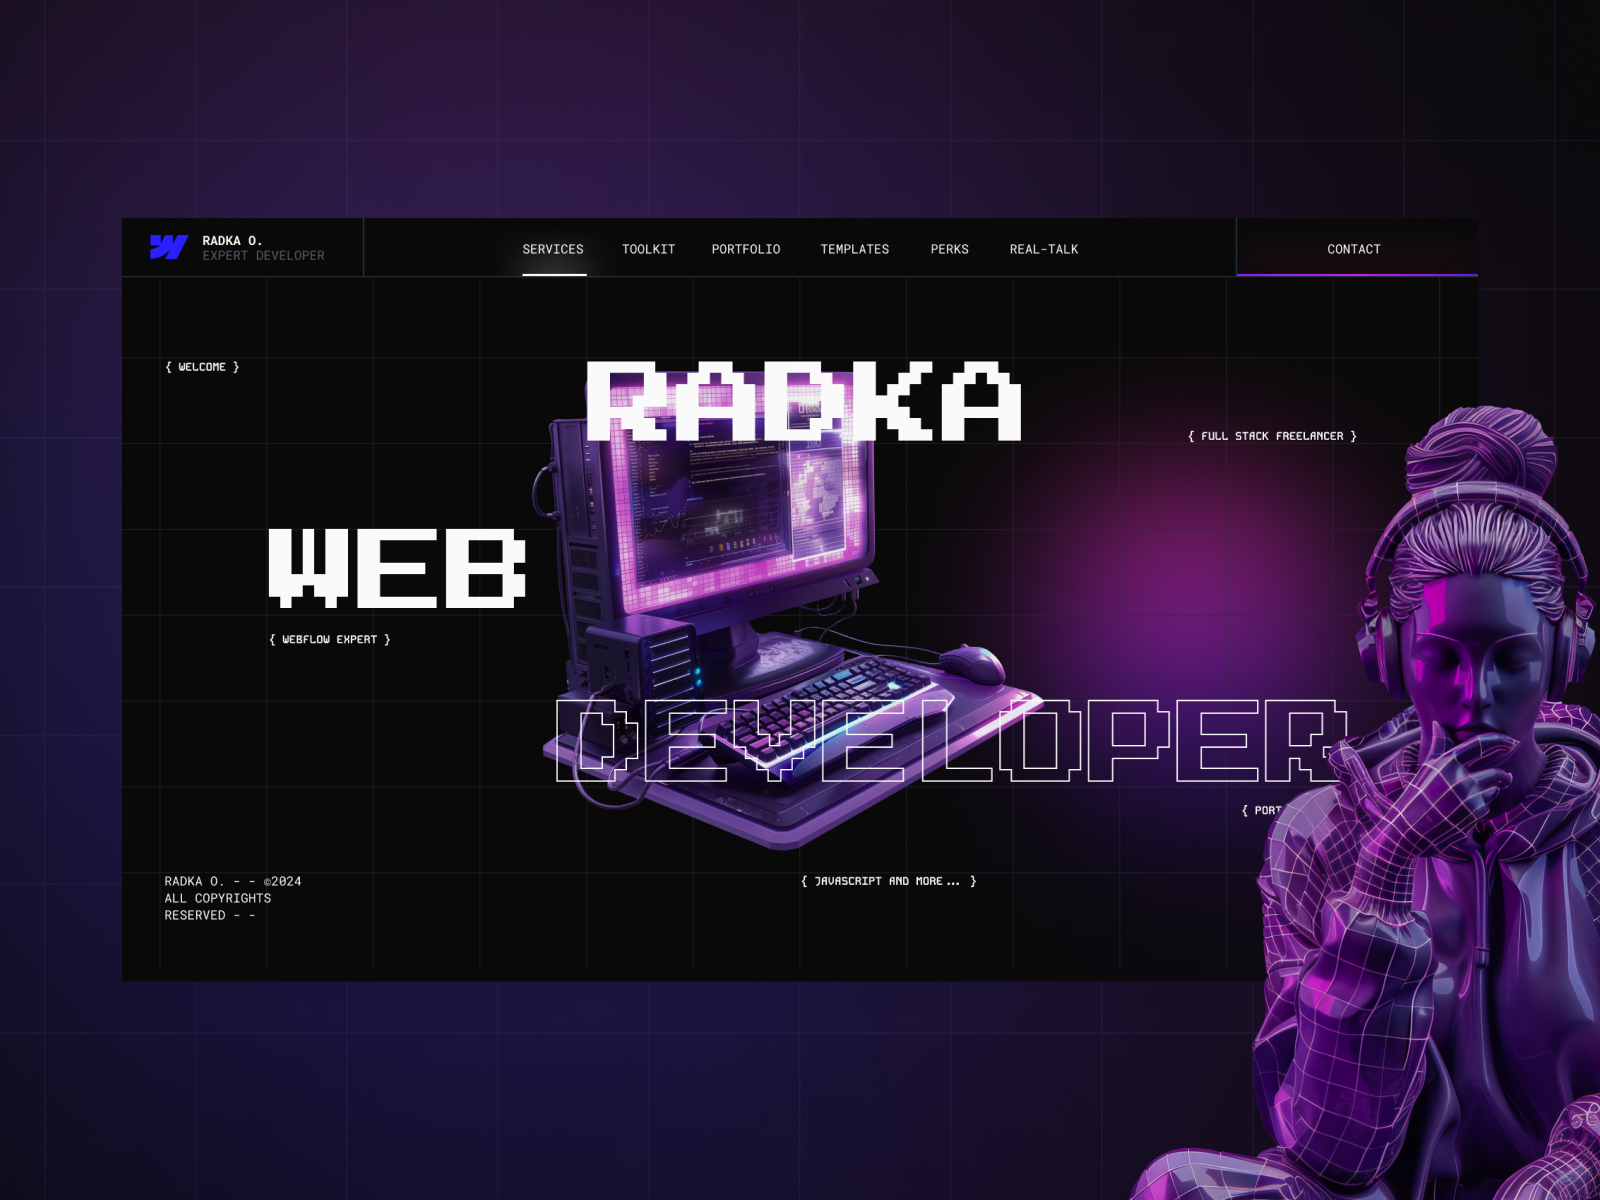 RADKA O.
EXPERT DEVELOPER
SERVICES
TOOLKIT
PORTFOLIO
TEMPLATES
PERKS
REAL-TALK
CONTACT
{ WELCOME }
RADKA
{ FULL STACK FREELANCER }
WEB
{ WEBFLOW EXPERT }
DEVELOPER
{ PORT
{ JAVASCRIPT AND MORE... }
RADKA O. - - ©2024
ALL COPYRIGHTS
RESERVED - -